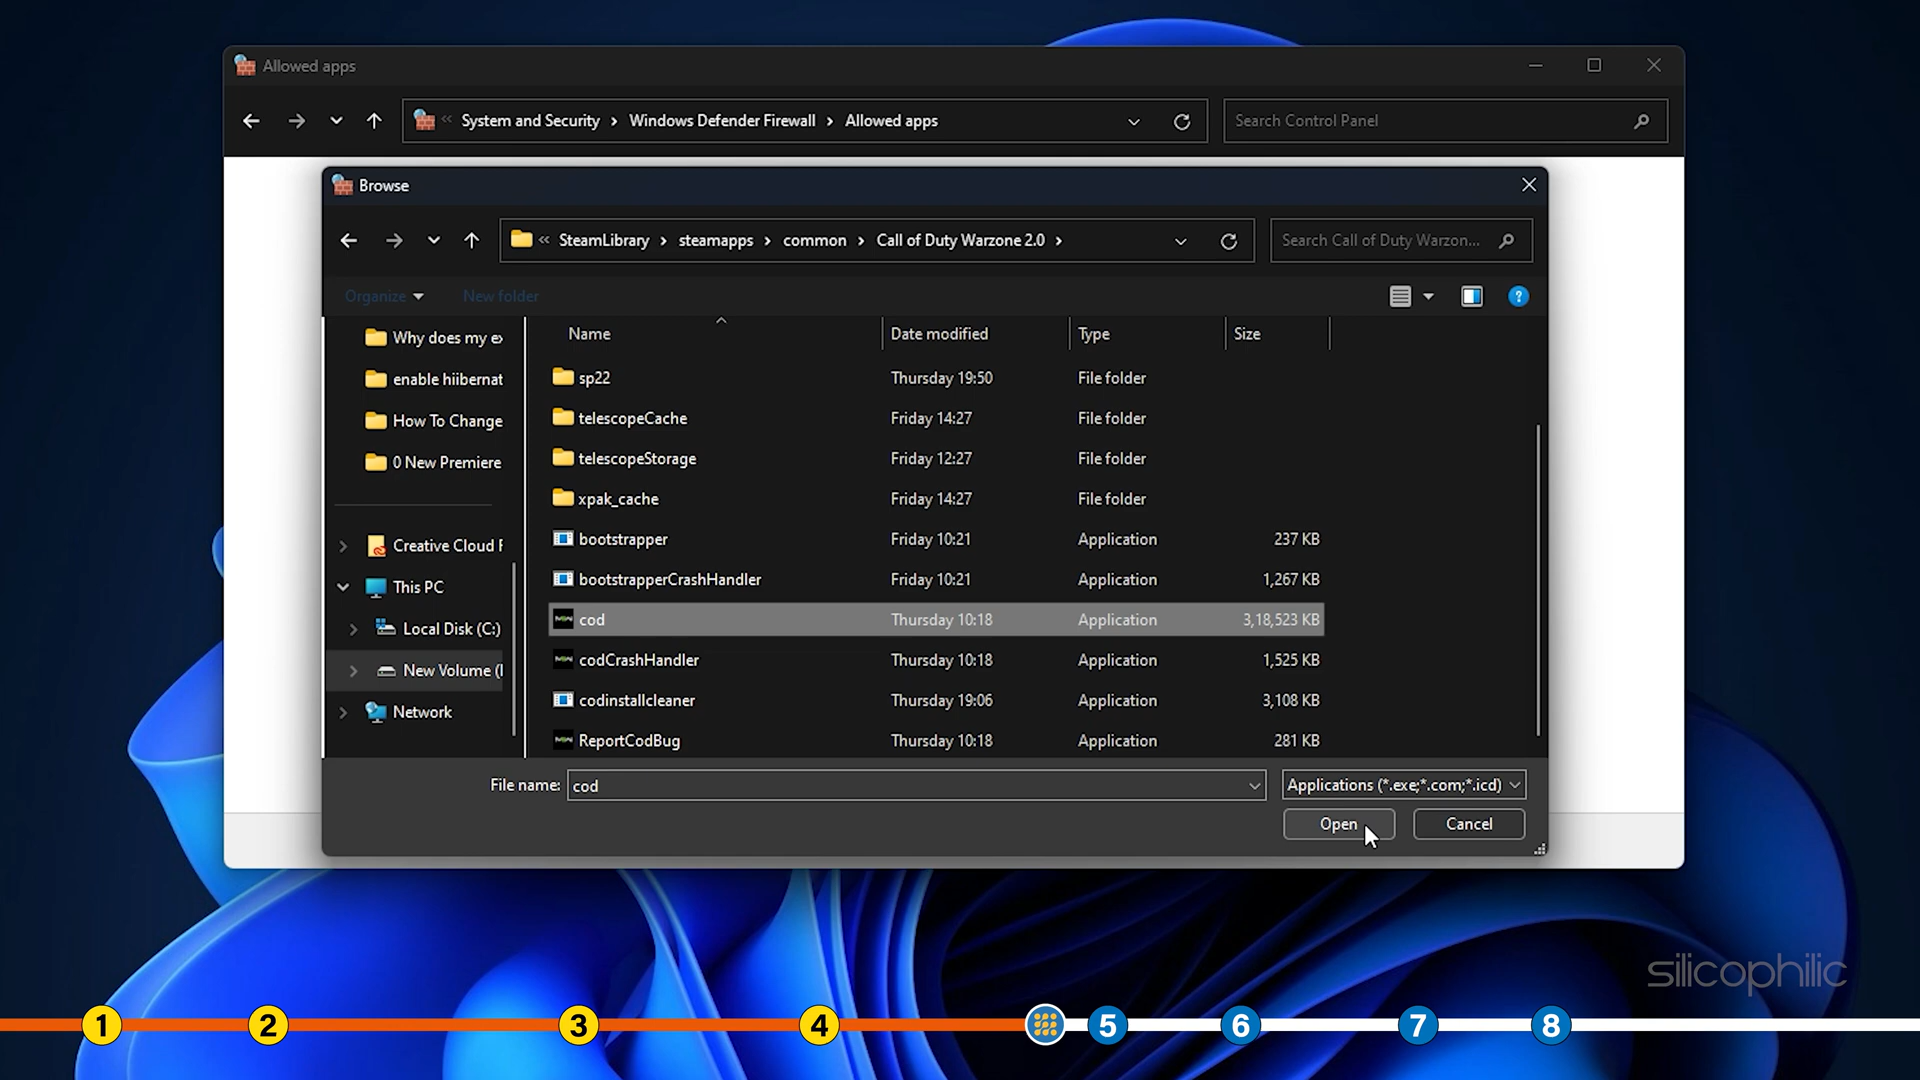 Allowed apps
« System and Security › Windows Defender Firewall › Allowed apps
Search Control Panel
Browse
« SteamLibrary › steamapps › common › Call of Duty Warzone 2.0 ›
Search Call of Duty Warzon...
Organize
New folder
?
Why does my ex
enable hiibernat
How To Change
0 New Premiere
Creative Cloud F
This PC
Local Disk (C:)
New Volume (
Network
Name Date modified Type Size
sp22 Thursday 19:50 File folder
telescopeCache Friday 14:27 File folder
telescopeStorage Friday 12:27 File folder
xpak_cache Friday 14:27 File folder
bootstrapper Friday 10:21 Application 237 KB
bootstrapperCrashHandler Friday 10:21 Application 1,267 KB
cod Thursday 10:18 Application 3,18,523 KB
codCrashHandler Thursday 10:18 Application 1,525 KB
codinstallcleaner Thursday 19:06 Application 3,108 KB
ReportCodBug Thursday 10:18 Application 281 KB
File name: cod
Applications (*.exe;*.com;*.icd)
Open
Cancel
silicophilic
1 2 3 4 5 6 7 8